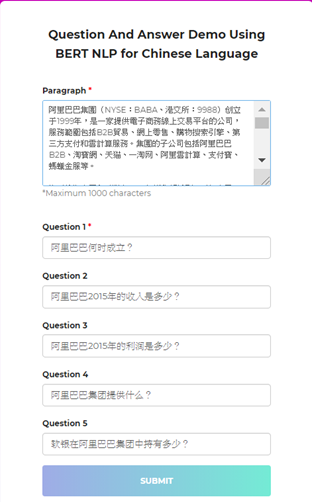 Question And Answer Demo Using
BERT NLP for Chinese Language
Paragraph *
阿里巴巴集團（NYSE：BABA、港交所：9988）创立
于1999年，是一家提供電子商務線上交易平台的公司，
服務範圍包括B2B貿易、網上零售、購物搜索引擎、第
三方支付和雲計算服務。集團的子公司包括阿里巴巴
B2B、淘寶網、天猫、一淘网、阿里雲計算、支付寶、
螞蟻金服等。
*Maximum 1000 characters
Question 1 *
阿里巴巴何时成立？
Question 2
阿里巴巴2015年的收入是多少？
Question 3
阿里巴巴2015年的利润是多少？
Question 4
阿里巴巴集团提供什么？
Question 5
软银在阿里巴巴集团中持有多少？
SUBMIT